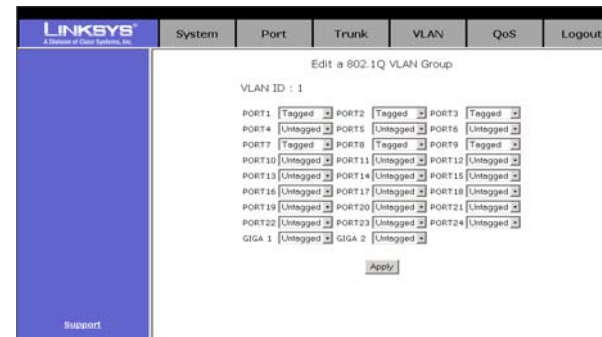 LINKSYS®
A Division of Cisco Systems, Inc.
System Port Trunk VLAN QoS Logout
Edit a 802.1Q VLAN Group
VLAN ID : 1
PORT1 Tagged PORT2 Tagged PORT3 Tagged
PORT4 Untagged PORT5 Untagged PORT6 Untagged
PORT7 Tagged PORT8 Tagged PORT9 Tagged
PORT10 Untagged PORT11 Untagged PORT12 Untagged
PORT13 Untagged PORT14 Untagged PORT15 Untagged
PORT16 Untagged PORT17 Untagged PORT18 Untagged
PORT19 Untagged PORT20 Untagged PORT21 Untagged
PORT22 Untagged PORT23 Untagged PORT24 Untagged
GIGA 1 Untagged GIGA 2 Untagged
Apply
Support